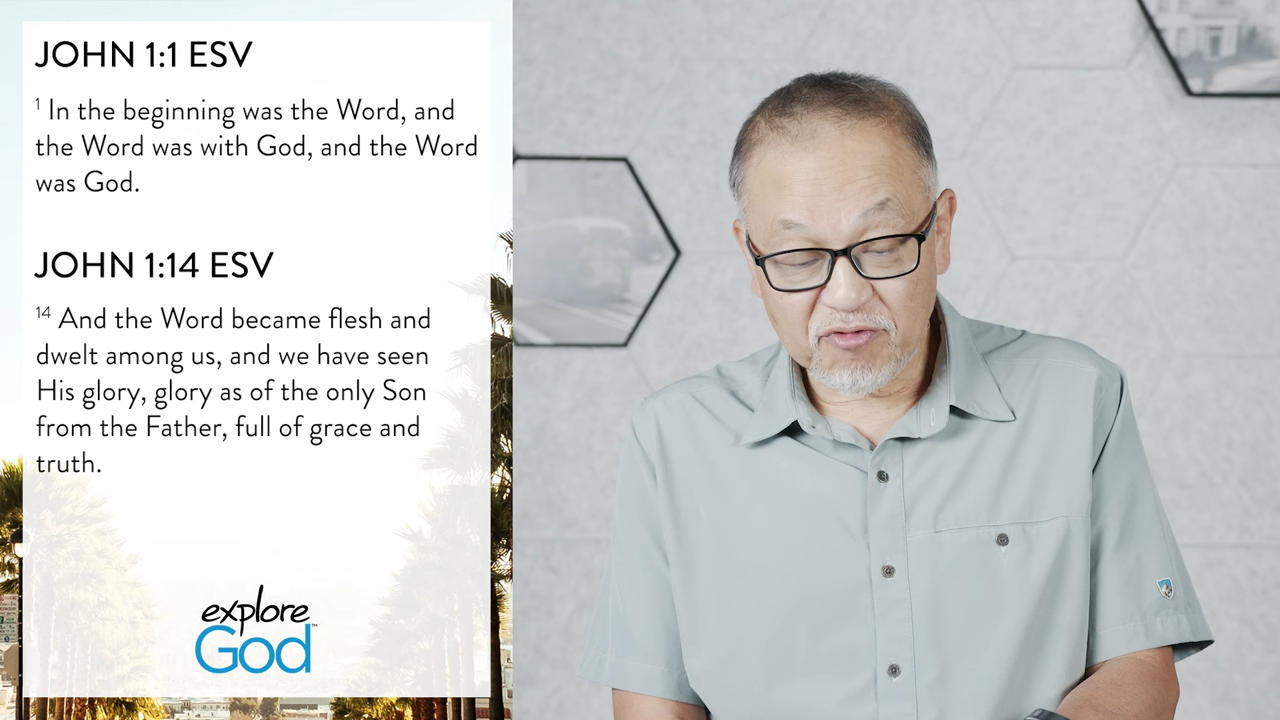 JOHN 1:1 ESV
1 In the beginning was the Word, and
the Word was with God, and the Word
was God.
JOHN 1:14 ESV
14 And the Word became flesh and
dwelt among us, and we have seen
His glory, glory as of the only Son
from the Father, full of grace and
truth.
explore
God™